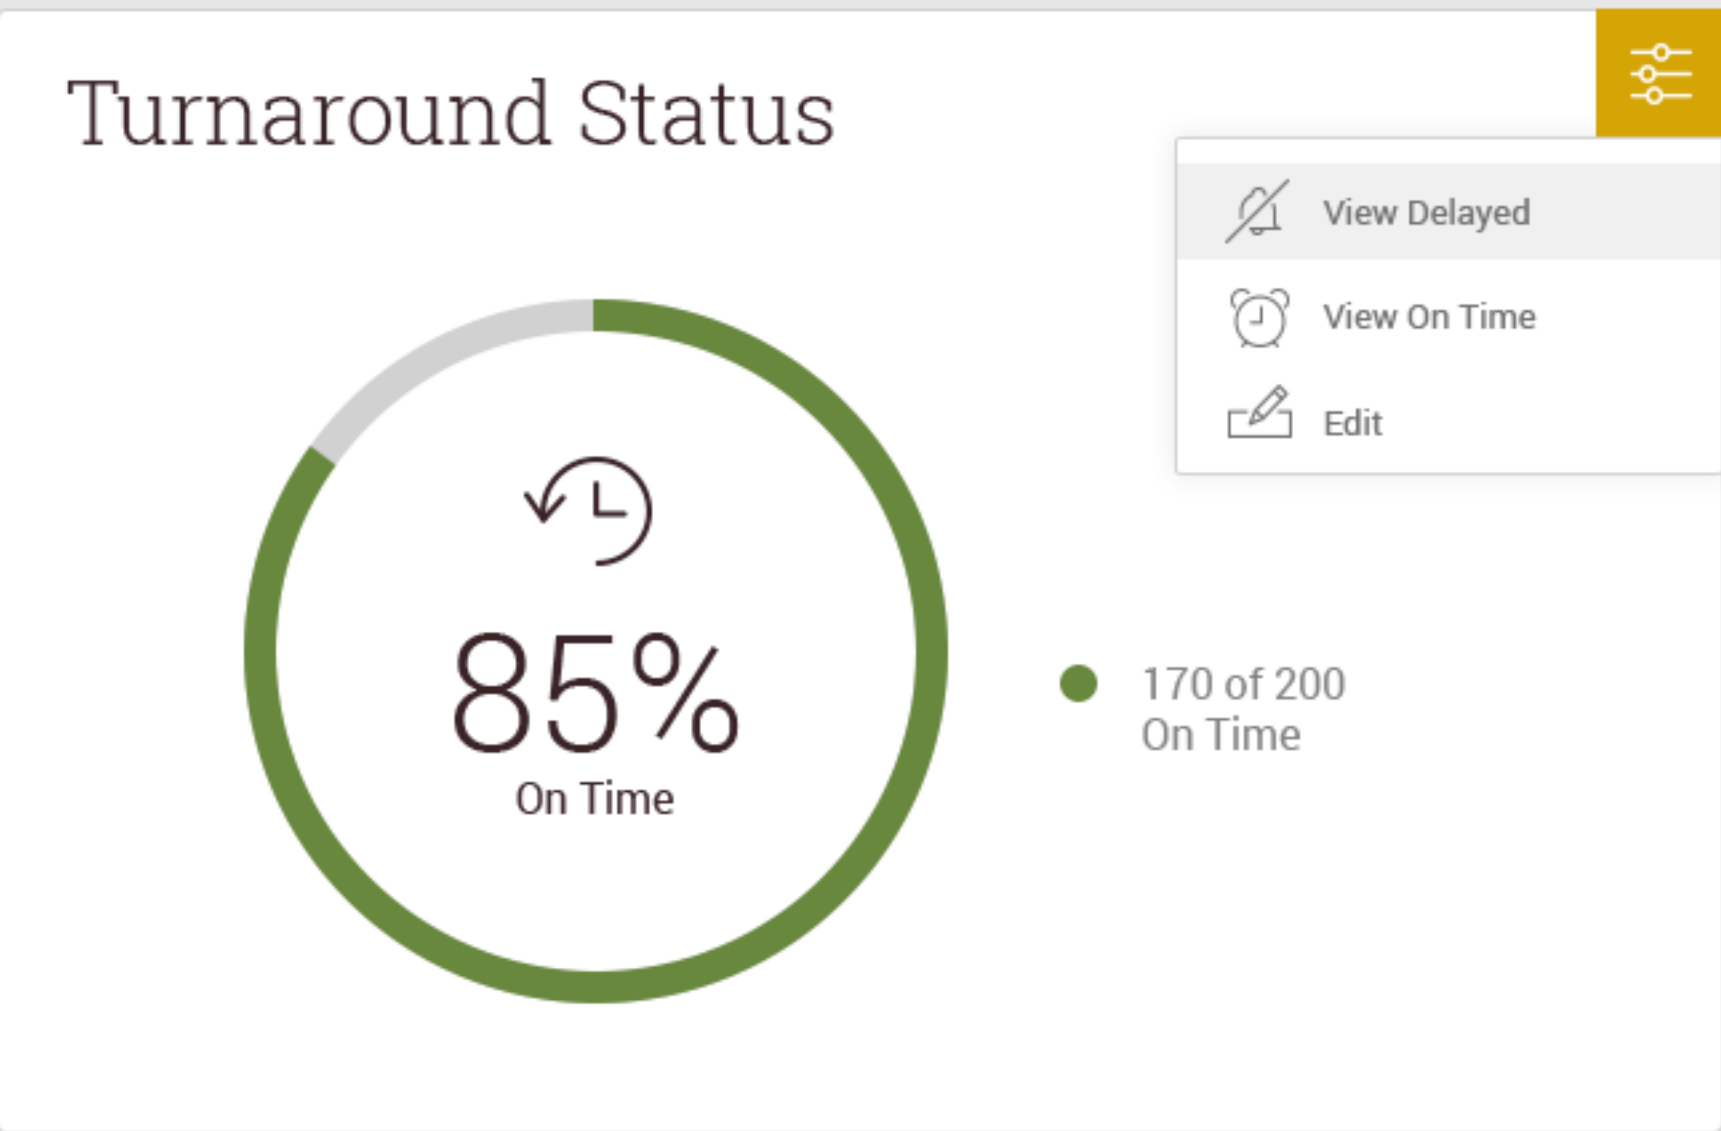 Turnaround Status
View Delayed
View On Time
Edit
85%
On Time
170 of 200
On Time